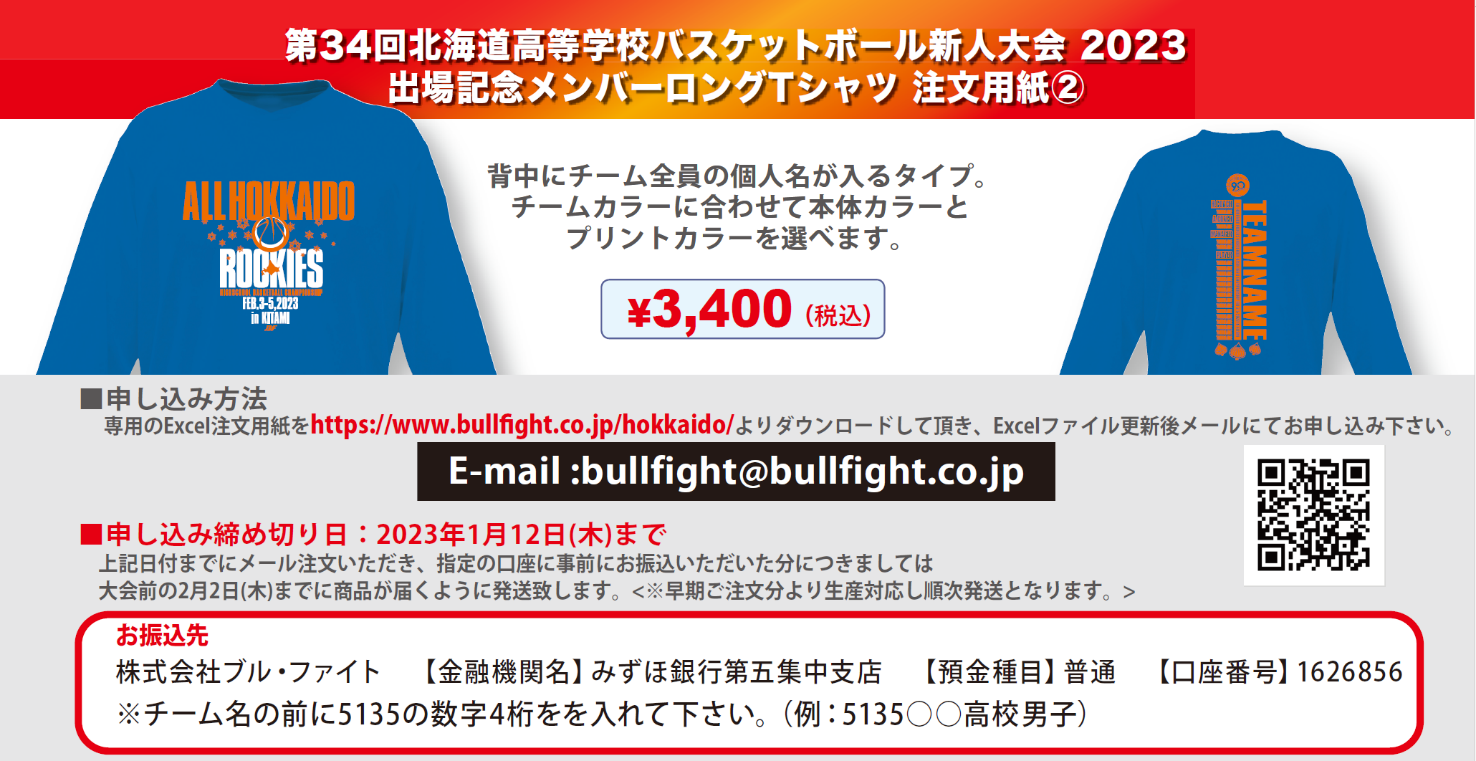 第34回北海道高等学校バスケットボール新人大会 2023
出場記念メンバーロングTシャツ 注文用紙②
ALL HOKKAIDO
ROOKIES
HIGHSCHOOL BASKETBALL CHAMPIONSHIP
FEB.3-5,2023
in KITAMI
背中にチーム全員の個人名が入るタイプ。
チームカラーに合わせて本体カラーと
プリントカラーを選べます。
¥3,400（税込）
TEAMNAME
■申し込み方法
専用のExcel注文用紙をhttps://www.bullfight.co.jp/hokkaido/よりダウンロードして頂き、Excelファイル更新後メールにてお申し込み下さい。
E-mail :bullfight@bullfight.co.jp
■申し込み締め切り日：2023年1月12日(木)まで
上記日付までにメール注文いただき、指定の口座に事前にお振込いただいた分につきましては
大会前の2月2日(木)までに商品が届くように発送致します。<※早期ご注文分より生産対応し順次発送となります。>
お振込先
株式会社ブル・ファイト 【金融機関名】みずほ銀行第五集中支店 【預金種目】普通 【口座番号】1626856
※チーム名の前に5135の数字4桁をを入れて下さい。（例：5135○○高校男子）